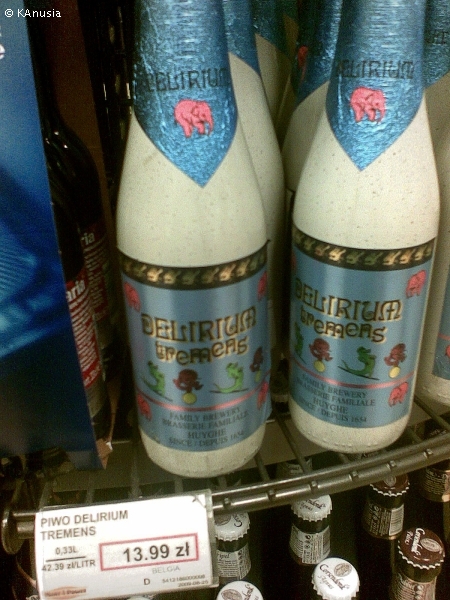 © KAnusia
DELIRIUM
DELIRIUM
DELIRIUM
tremens
FAMILY BREWERY
BRASSERIE FAMILIALE
HUYGHE
SINCE / DEPUIS 1654
DELIRIUM
tremens
FAMILY BREWERY
BRASSERIE FAMILIALE
HUYGHE
SINCE / DEPUIS 1654
PIWO DELIRIUM
TREMENS
0,33L
13.99 zł
42.39 zł/LITR
BELGIA
D